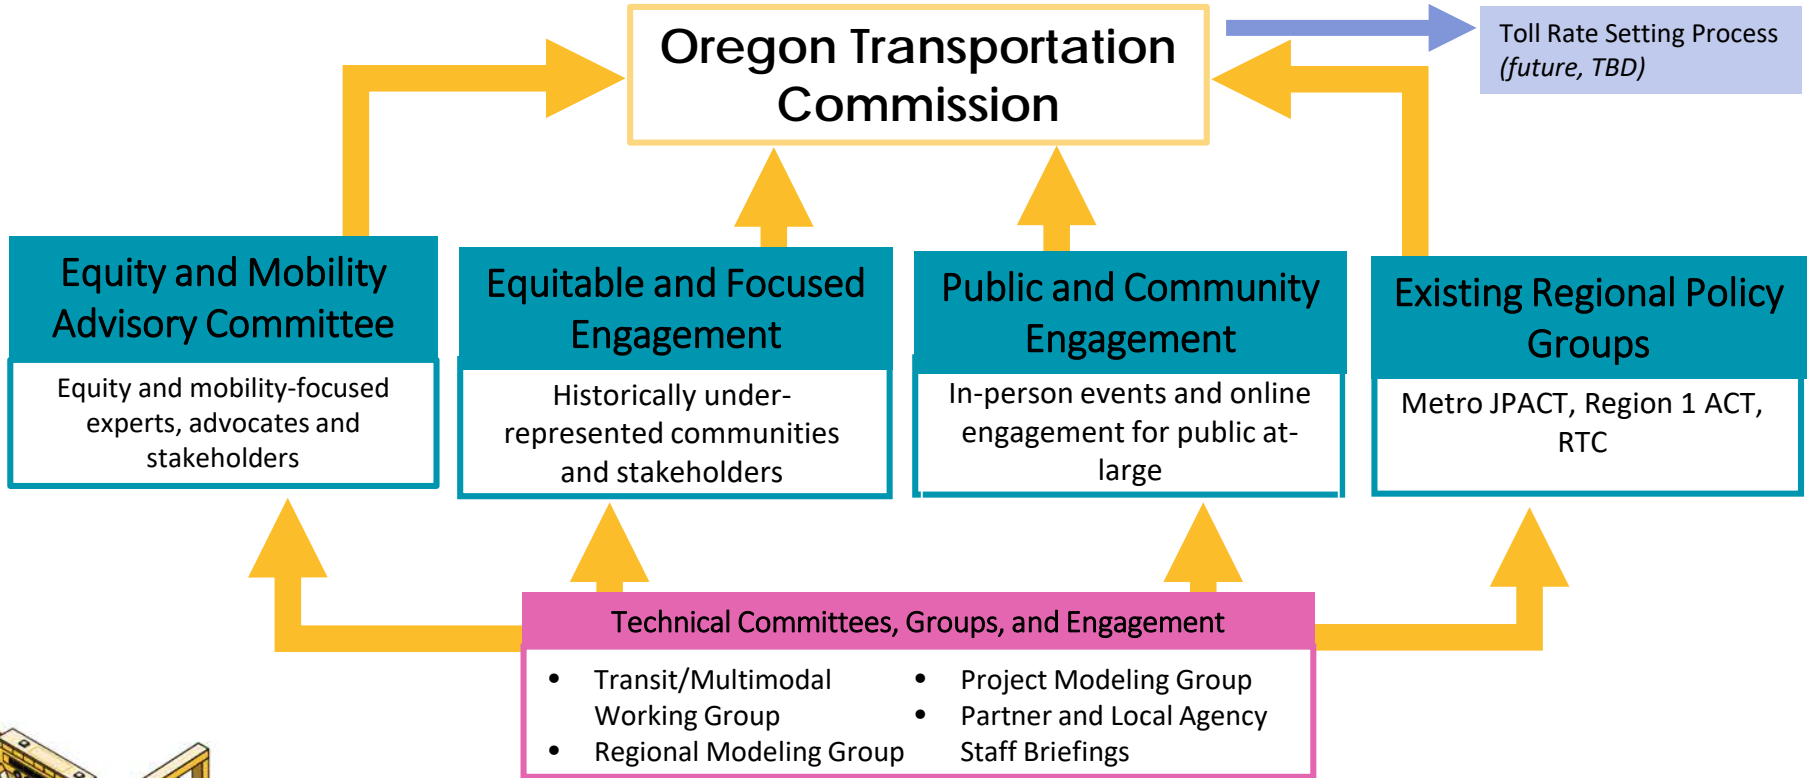 Oregon Transportation
Commission
Toll Rate Setting Process
(future, TBD)
Equity and Mobility
Advisory Committee
Equity and mobility-focused
experts, advocates and
stakeholders
Equitable and Focused
Engagement
Historically under-
represented communities
and stakeholders
Public and Community
Engagement
In-person events and online
engagement for public at-
large
Existing Regional Policy
Groups
Metro JPACT, Region 1 ACT,
RTC
Technical Committees, Groups, and Engagement
• Transit/Multimodal
Working Group
• Regional Modeling Group
• Project Modeling Group
• Partner and Local Agency
Staff Briefings